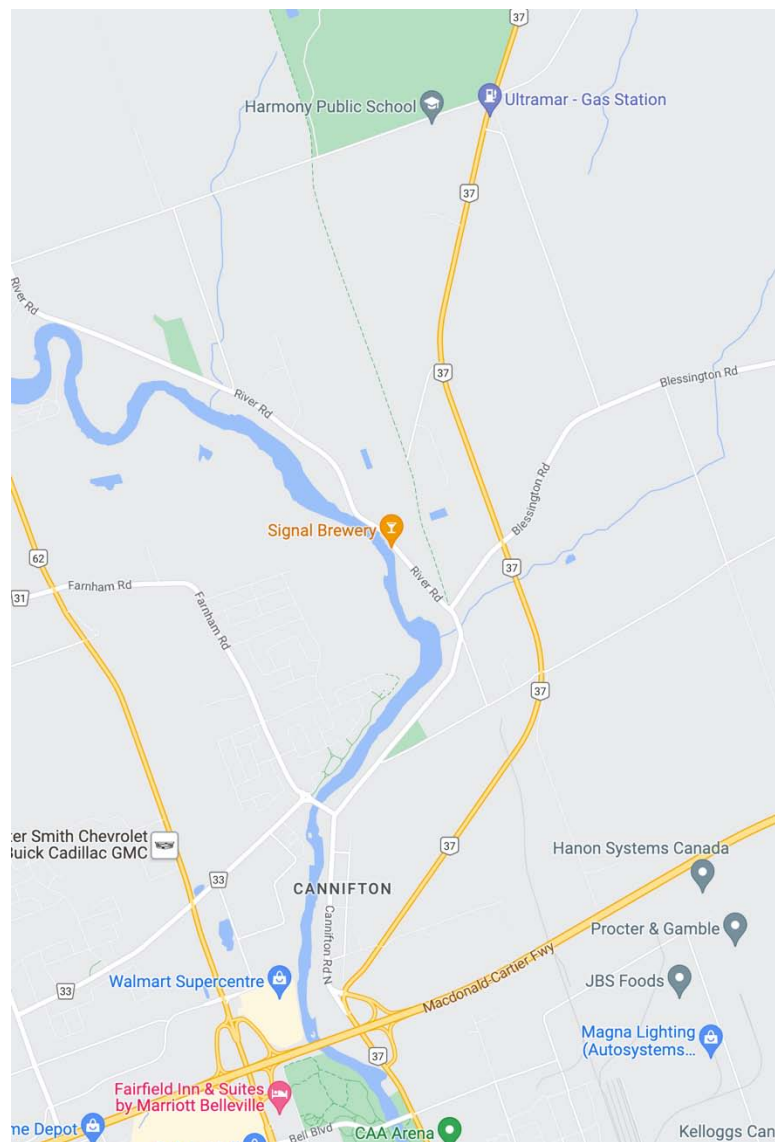 37
Harmony Public School
Ultramar - Gas Station
37
River Rd
37
Blessington Rd
River Rd
Signal Brewery
Blessington Rd
62
37
Farnham Rd
31
River Rd
Farnham Rd
37
ter Smith Chevrolet
Buick Cadillac GMC
37
Hanon Systems Canada
33
CANNIFTON
Cannifton Rd N
Procter & Gamble
Walmart Supercentre
33
Macdonald-Cartier Fwy
JBS Foods
Magna Lighting
(Autosystems...
37
Fairfield Inn & Suites
by Marriott Belleville
me Depot
Bell Blvd
CAA Arena
Kelloggs Can